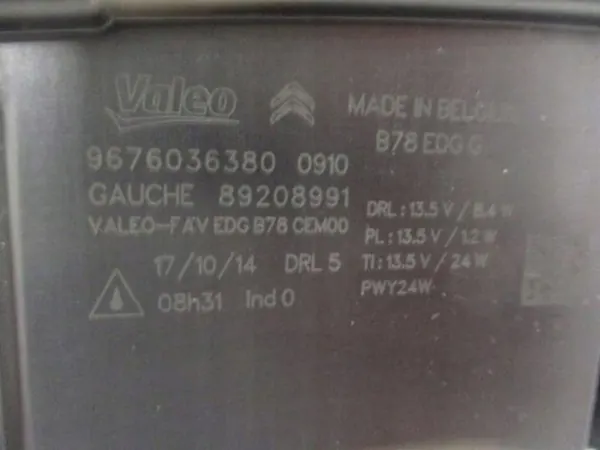 Valeo
MADE IN
B78 EDG G
9676036380 0910
GAUCHE 89208991
VALEO-FAV EDG B78 CEM00
DRL : 13.5 V / 8.4 W
PL : 13.5 V / 1.2 W
TI : 13.5 V / 24 W
PWY24W
17/10/14 DRL 5
08h31 Ind 0